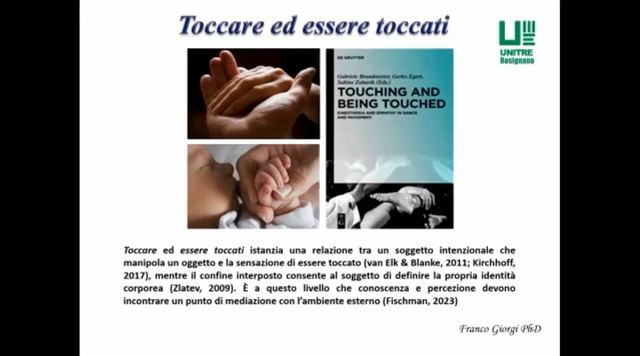 Toccare ed essere toccati
UNITRE
Rosignano
DE GRUYTER
Gabriele Brandstetter, Gerko Egert,
Sabine Zubarik (Eds.)
TOUCHING AND
BEING TOUCHED
KINESTHESIA AND EMPATHY IN DANCE
AND MOVEMENT
Toccare ed essere toccati istanzia una relazione tra un soggetto intenzionale che
manipola un oggetto e la sensazione di essere toccato (van Elk & Blanke, 2011; Kirchhoff,
2017), mentre il confine interposto consente al soggetto di definire la propria identità
corporea (Zlatev, 2009). È a questo livello che conoscenza e percezione devono
incontrare un punto di mediazione con l'ambiente esterno (Fischman, 2023)
Franco Giorgi PhD